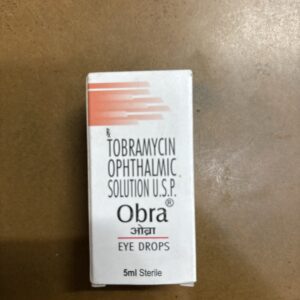 ℞
TOBRAMYCIN
OPHTHALMIC
SOLUTION U.S.P.
Obra®
ओब्रा
EYE DROPS
5ml Sterile